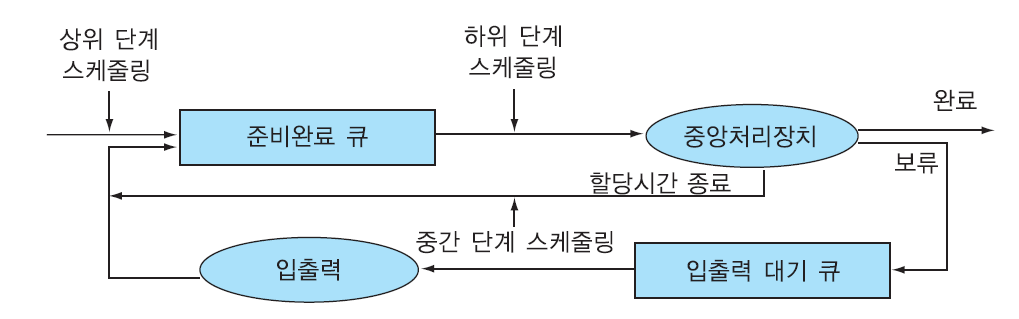 상위 단계
스케줄링
하위 단계
스케줄링
준비완료 큐
중앙처리장치
완료
보류
할당시간 종료
중간 단계 스케줄링
입출력
입출력 대기 큐